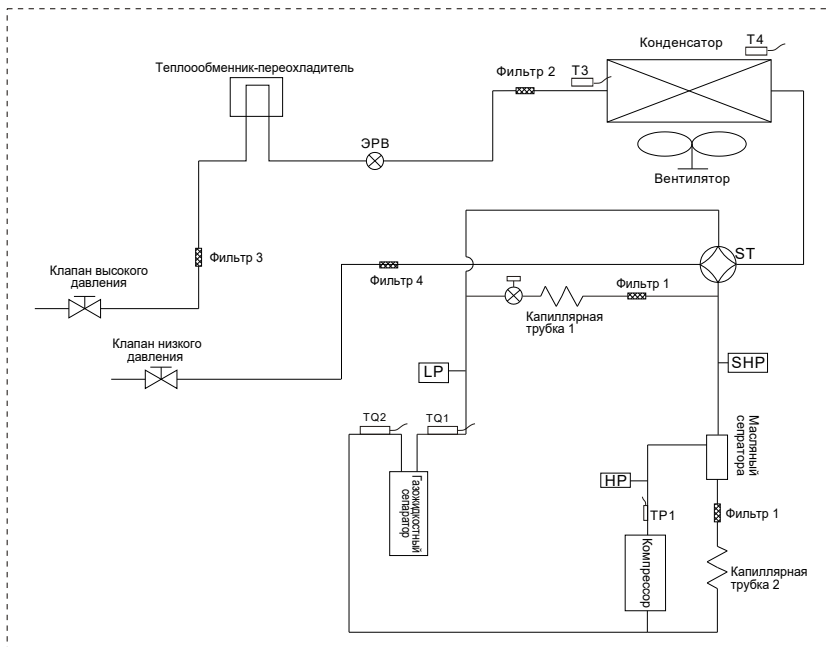 T4
Конденсатор
Теплоообменник-переохладитель
Фильтр 2
T3
ЭРВ
Вентилятор
Клапан высокого
давления
Фильтр 3
ST
Фильтр 4
Фильтр 1
Капиллярная
трубка 1
Клапан низкого
давления
LP
SHP
TQ2
TQ1
Масляный
сепратора
Газожидкостный
сепаратор
HP
TP1
Фильтр 1
Компрессор
Капиллярная
трубка 2